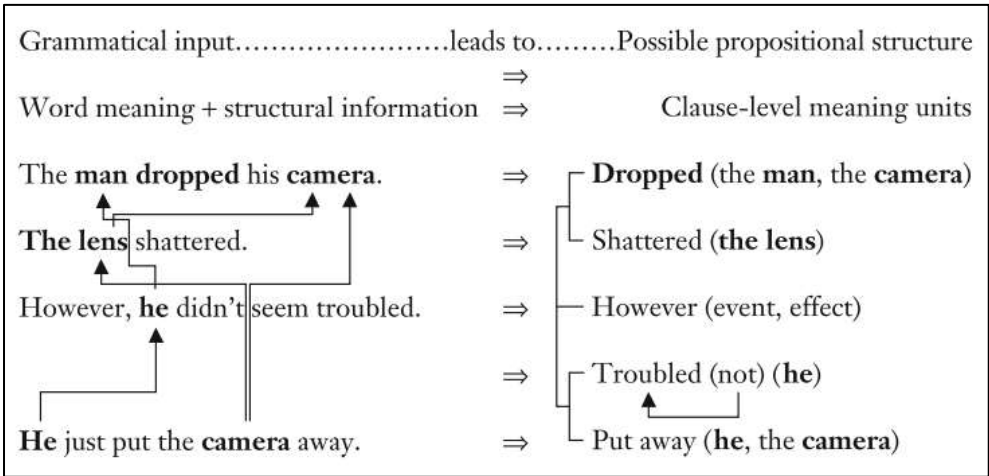 Grammatical input........................leads to.........Possible propositional structure
⇒
Word meaning + structural information ⇒ Clause-level meaning units
The man dropped his camera. ⇒ Dropped (the man, the camera)
The lens shattered. ⇒ Shattered (the lens)
However, he didn't seem troubled. ⇒ However (event, effect)
⇒ Troubled (not) (he)
He just put the camera away. ⇒ Put away (he, the camera)